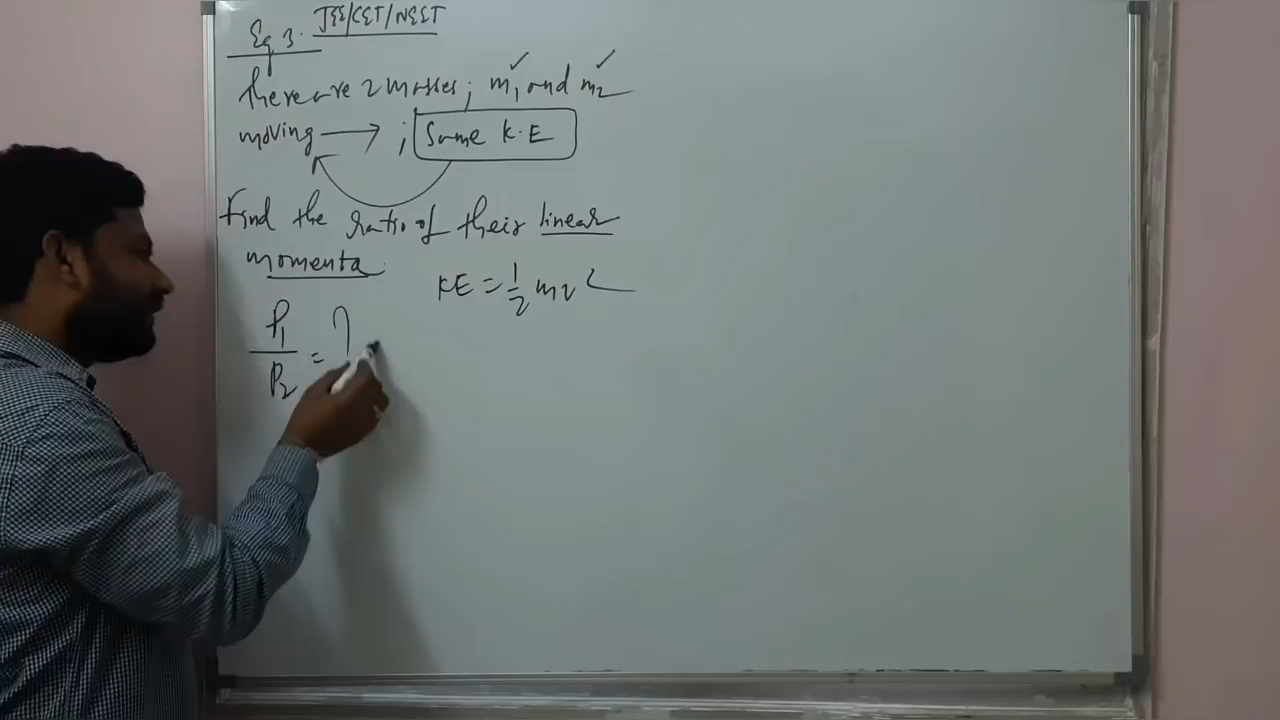 Eg 3. JEE/CET/NEET
there are 2 masses; m₁ and m₂
moving → ; Same K.E
Find the ratio of their linear
momenta.
KE = 1/2 mv²
P₁/P₂ = ?